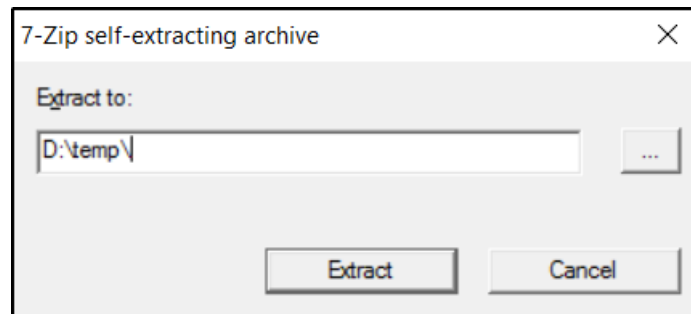 7-Zip self-extracting archive
Extract to:
D:\temp\
...
Extract
Cancel